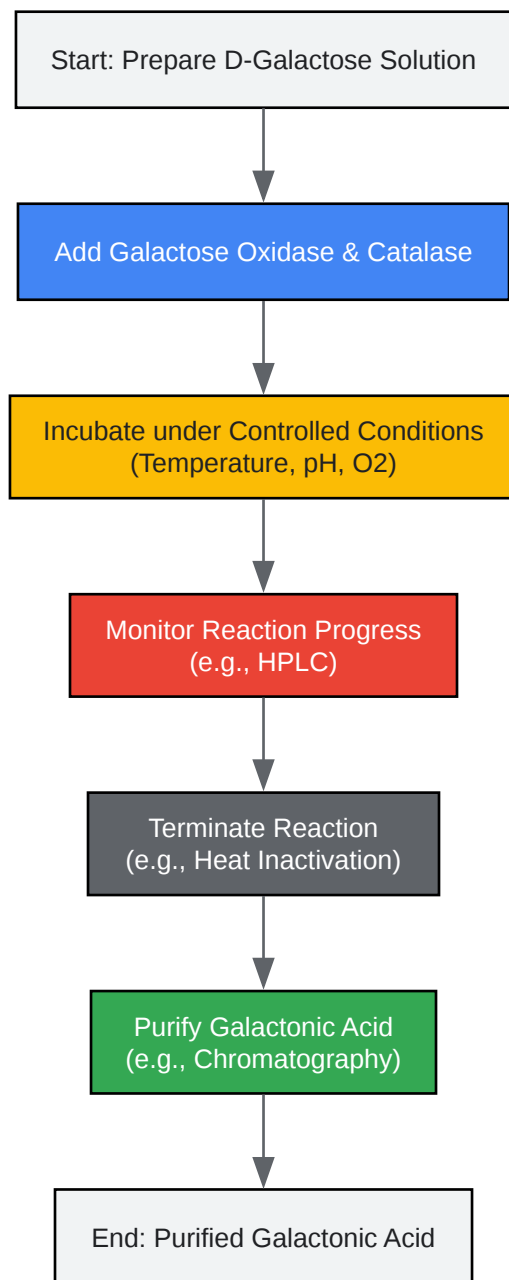 Start: Prepare D-Galactose Solution
Add Galactose Oxidase & Catalase
Incubate under Controlled Conditions
(Temperature, pH, O2)
Monitor Reaction Progress
(e.g., HPLC)
Terminate Reaction
(e.g., Heat Inactivation)
Purify Galactonic Acid
(e.g., Chromatography)
End: Purified Galactonic Acid